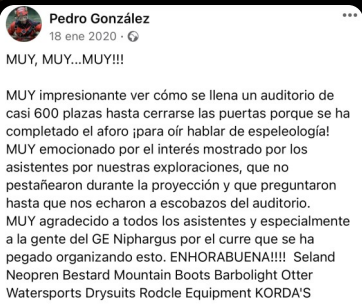 Pedro González
18 ene 2020 ·
MUY, MUY...MUY!!!
MUY impresionante ver cómo se llena un auditorio de
casi 600 plazas hasta cerrarse las puertas porque se ha
completado el aforo ¡para oír hablar de espeleología!
MUY emocionado por el interés mostrado por los
asistentes por nuestras exploraciones, que no
pestañearon durante la proyección y que preguntaron
hasta que nos echaron a escobazos del auditorio.
MUY agradecido a todos los asistentes y especialmente
a la gente del GE Niphargus por el curre que se ha
pegado organizando esto. ENHORABUENA!!!! Seland
Neopren Bestard Mountain Boots Barbolight Otter
Watersports Drysuits Rodcle Equipment KORDA'S